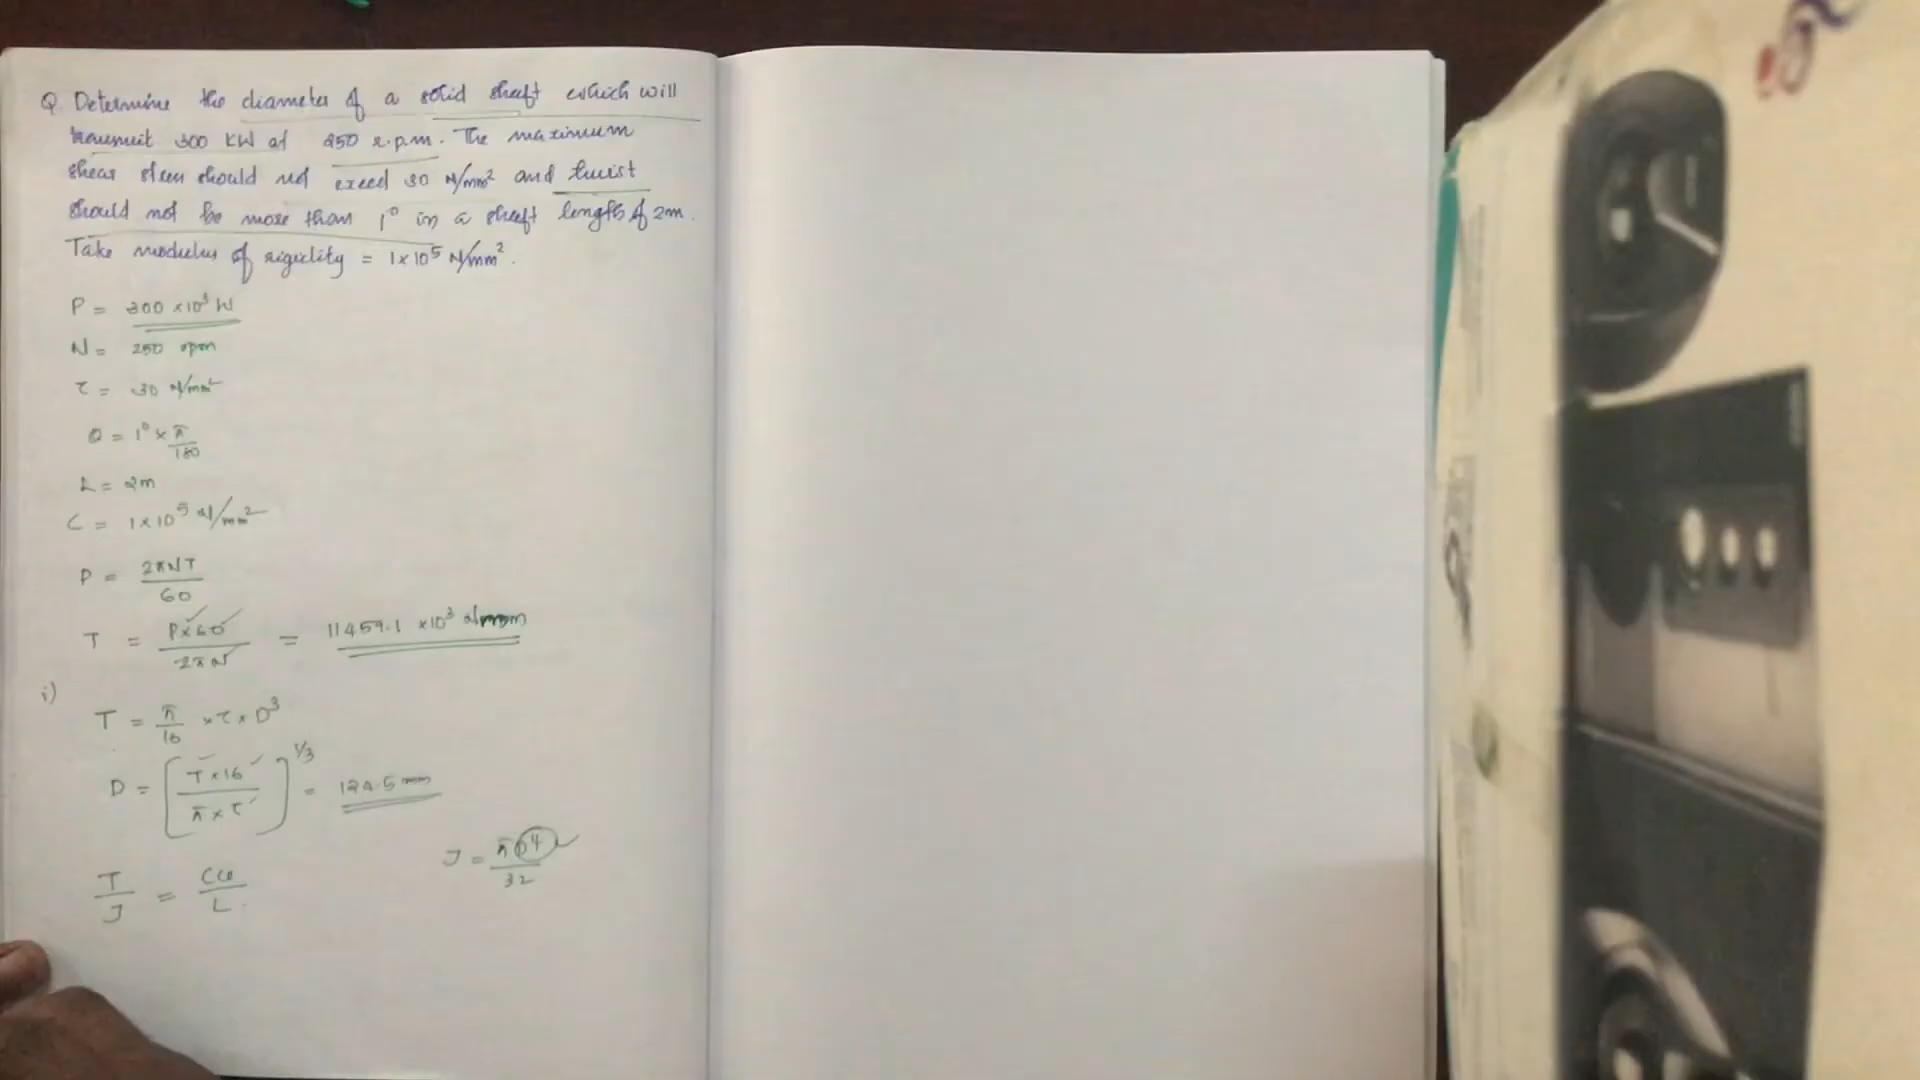 Q. Determine the diameter of a solid shaft which will
transmit 300 KW at 250 r.p.m. The maximum
shear stress should not exceed 30 N/mm² and twist
should not be more than 1° in a shaft length of 2m.
Take modulus of rigidity = 1×10⁵ N/mm².
P = 300 ×10³ W
N = 250 rpm
τ = 30 N/mm²
θ = 1° × π/180
L = 2m
C = 1×10⁵ N/mm²
P = 2πNT/60
T = P×60/2πN = 11459.1 ×10³ Nmm
i)
T = π/16 ×τ×D³
D = [T×16/π×τ]^1/3 = 124.5 mm
J = πD⁴/32
T/J = Cθ/L